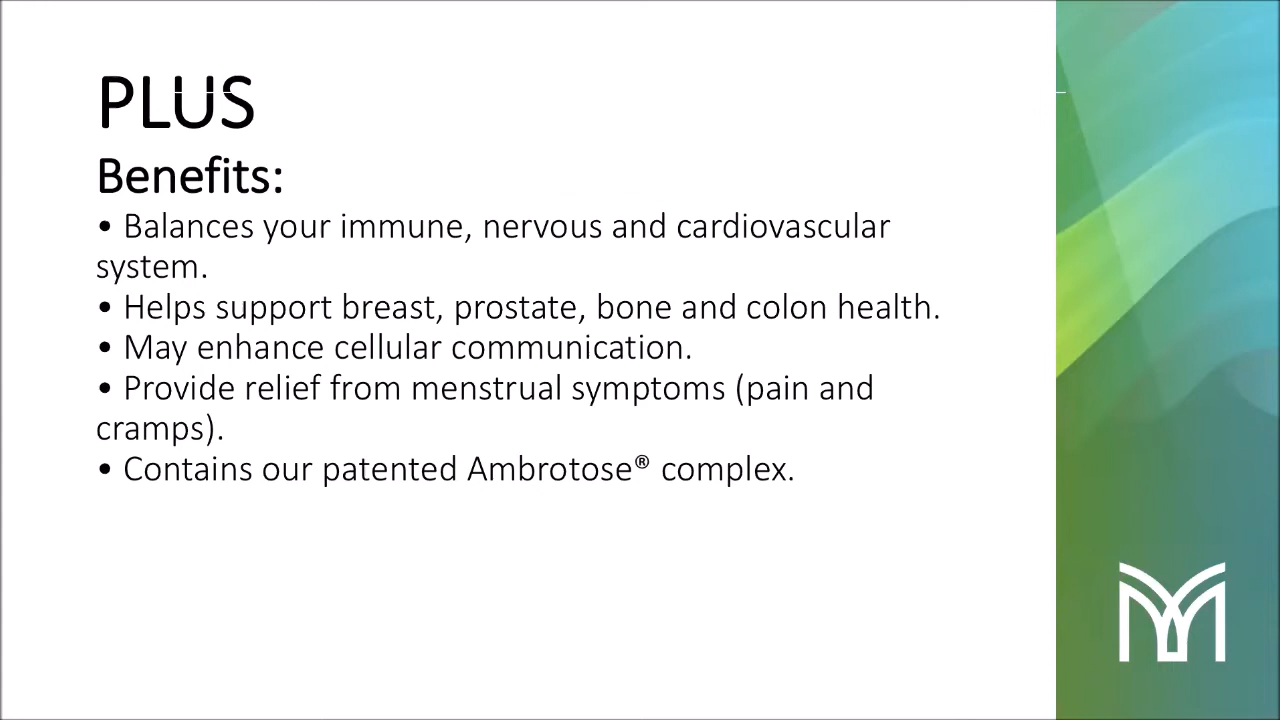 PLUS
Benefits:
• Balances your immune, nervous and cardiovascular
system.
• Helps support breast, prostate, bone and colon health.
• May enhance cellular communication.
• Provide relief from menstrual symptoms (pain and
cramps).
• Contains our patented Ambrotose® complex.